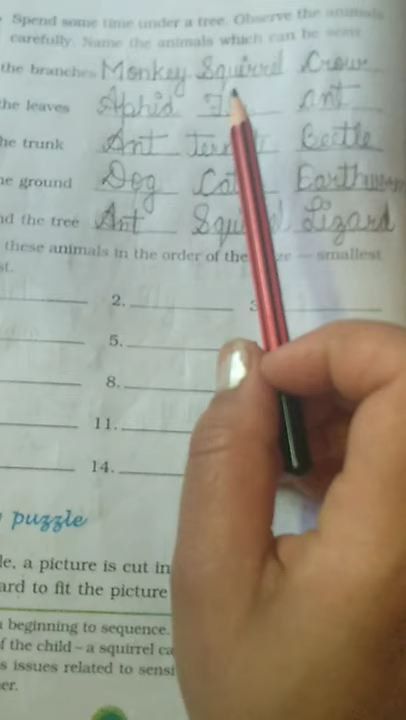 Spend some time under a tree. Observe the animals
carefully. Name the animals which can be seen
the branches Monkey Squirrel Crow
the leaves Aphid ant
he trunk Ant Beetle
e ground Dog Cat Earthworm
nd the tree Ant Lizard
these animals in the order of the — smallest
st.
2. 3
5.
8.
11.
14.
puzzle
le, a picture is cut in
ard to fit the picture
beginning to sequence.
f the child – a squirrel ca
s issues related to sensi
er.